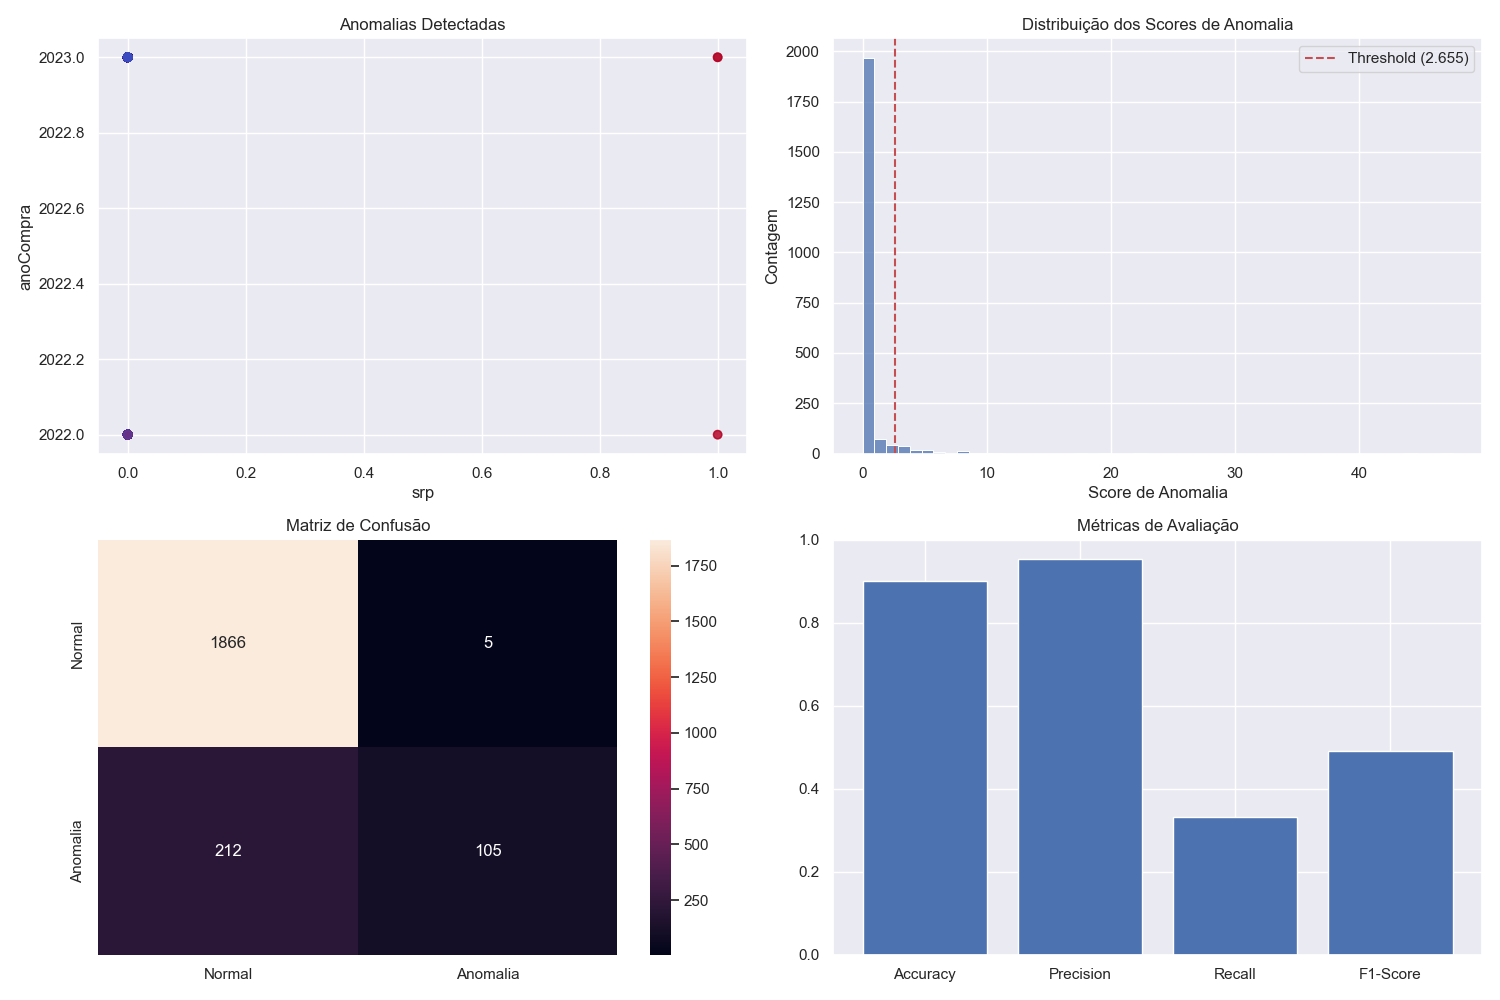 Anomalias Detectadas
2023.0
2022.8
2022.6
2022.4
2022.2
2022.0
anoCompra
0.0 0.2 0.4 0.6 0.8 1.0
srp
Distribuição dos Scores de Anomalia
Threshold (2.655)
2000
1750
1500
1250
1000
750
500
250
0
Contagem
0 10 20 30 40
Score de Anomalia
Matriz de Confusão
Normal
Anomalia
1866 5
212 105
Normal Anomalia
1750
1500
1250
1000
750
500
250
Métricas de Avaliação
1.0
0.8
0.6
0.4
0.2
0.0
Accuracy Precision Recall F1-Score